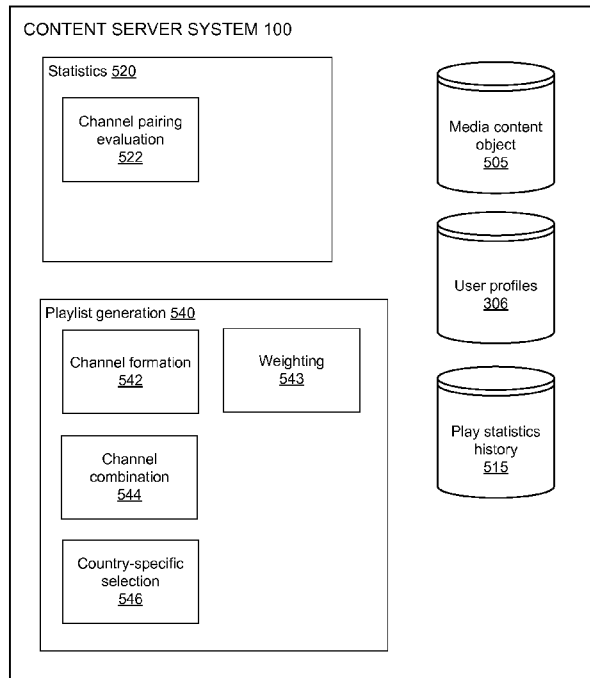 CONTENT SERVER SYSTEM 100
Statistics 520
Channel pairing
evaluation
522
Media content
object
505
User profiles
306
Playlist generation 540
Channel formation
542
Weighting
543
Play statistics
history
515
Channel
combination
544
Country-specific
selection
546